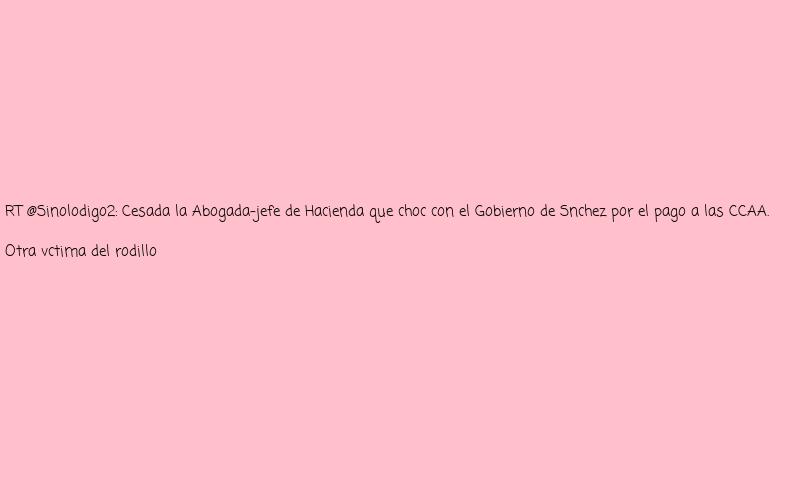 RT @Sinolodigo2: Cesada la Abogada-jefe de Hacienda que choc con el Gobierno de Snchez por el pago a las CCAA.
Otra vctima del rodillo